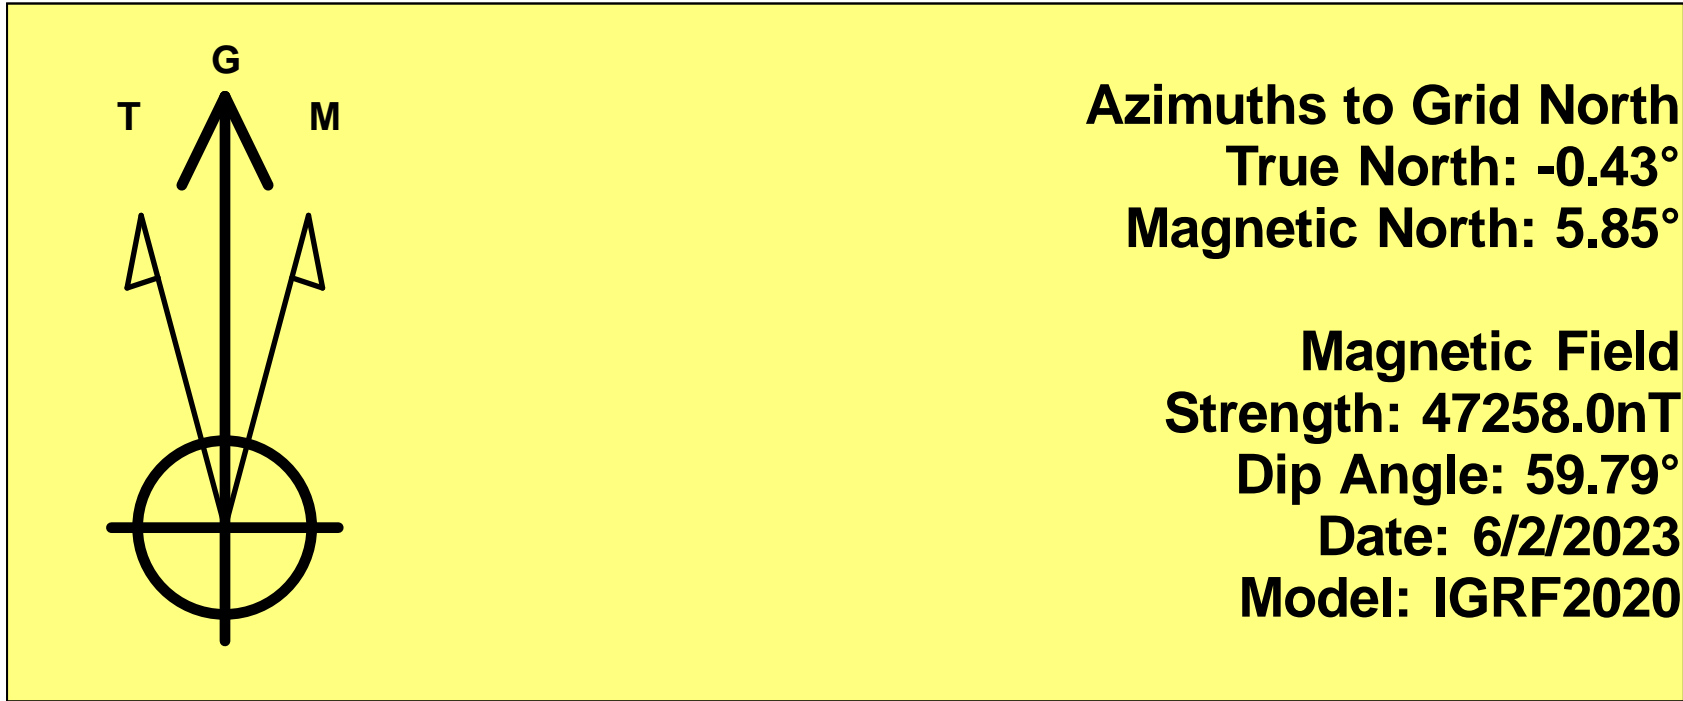 G
T M
Azimuths to Grid North
True North: -0.43°
Magnetic North: 5.85°
Magnetic Field
Strength: 47258.0nT
Dip Angle: 59.79°
Date: 6/2/2023
Model: IGRF2020